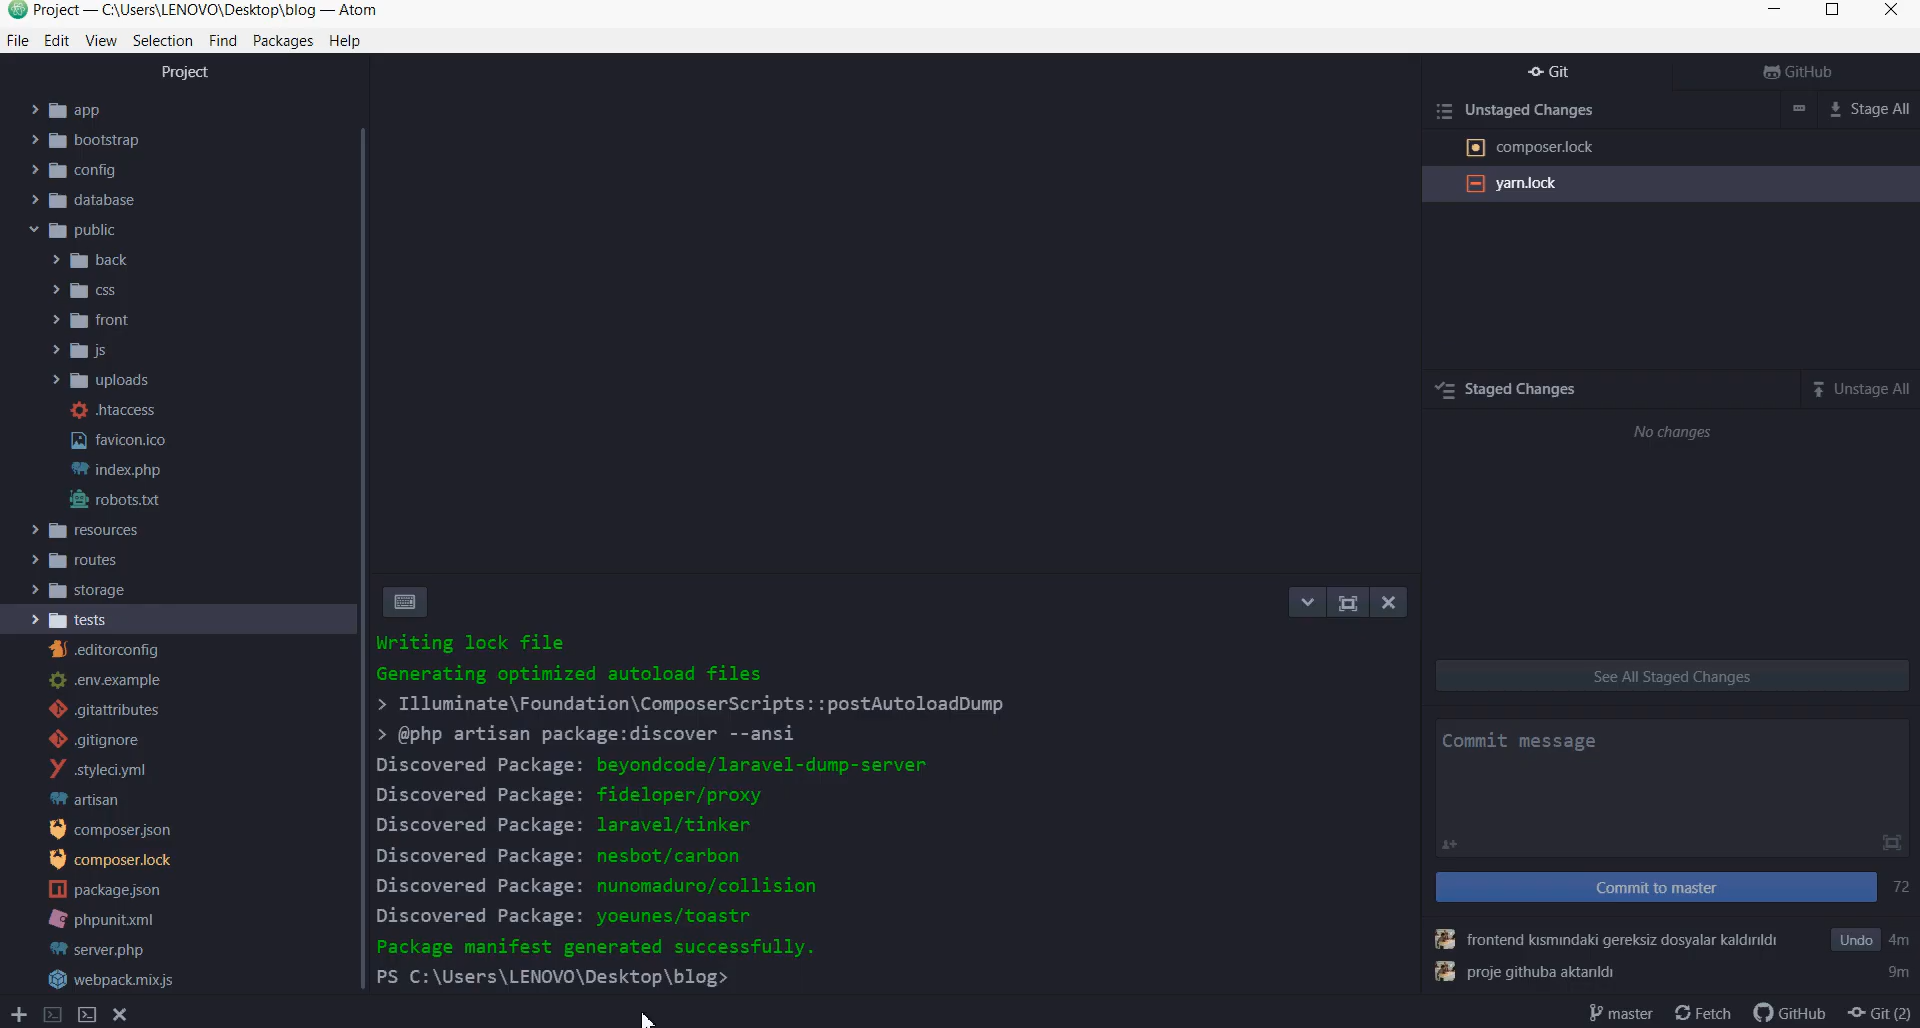 Project — C:\Users\LENOVO\Desktop\blog — Atom
File Edit View Selection Find Packages Help
Project
app
bootstrap
config
database
public
back
css
front
js
uploads
.htaccess
favicon.ico
index.php
robots.txt
resources
routes
storage
tests
.editorconfig
.env.example
.gitattributes
.gitignore
.styleci.yml
artisan
composer.json
composer.lock
package.json
phpunit.xml
server.php
webpack.mix.js
Writing lock file
Generating optimized autoload files
> Illuminate\Foundation\ComposerScripts::postAutoloadDump
> @php artisan package:discover --ansi
Discovered Package: beyondcode/laravel-dump-server
Discovered Package: fideloper/proxy
Discovered Package: laravel/tinker
Discovered Package: nesbot/carbon
Discovered Package: nunomaduro/collision
Discovered Package: yoeunes/toastr
Package manifest generated successfully.
PS C:\Users\LENOVO\Desktop\blog>
Git GitHub
Unstaged Changes Stage All
composer.lock
yarn.lock
Staged Changes Unstage All
No changes
See All Staged Changes
Commit message
Commit to master 72
frontend kısmındaki gereksiz dosyalar kaldırıldı Undo 4m
proje githuba aktarıldı 9m
master Fetch GitHub Git (2)